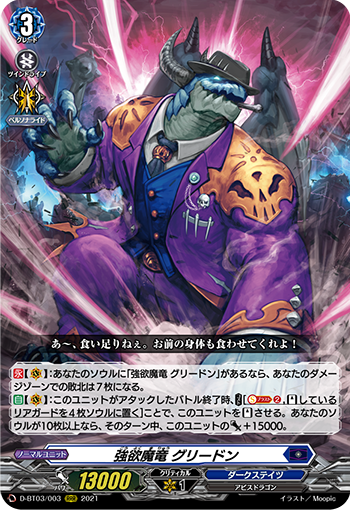 3
グレード
ツインドライブ
ペルソナライド
あ～、食い足りねぇ。お前の身体も食わせてくれよ!
【永】【(V)】:あなたのソウルに「強欲魔竜 グリードン」があるなら、あなたのダメージゾーンでの敗北は7枚になる。
【自】【(V)】:このユニットがアタックしたバトル終了時、【コスト】[【カウンターブラスト】2,【レスト】しているリアガードを4枚ソウルに置く]ことで、このユニットを【スタンド】させる。あなたのソウルが10枚以上なら、そのターン中、このユニットの【パワー】+15000。
ノーマルユニット
強欲魔竜 グリードン
パワー
13000
クリティカル
1
ダークステイツ
アビスドラゴン
D-BT03/003 RRR 2021
イラスト/Moopic